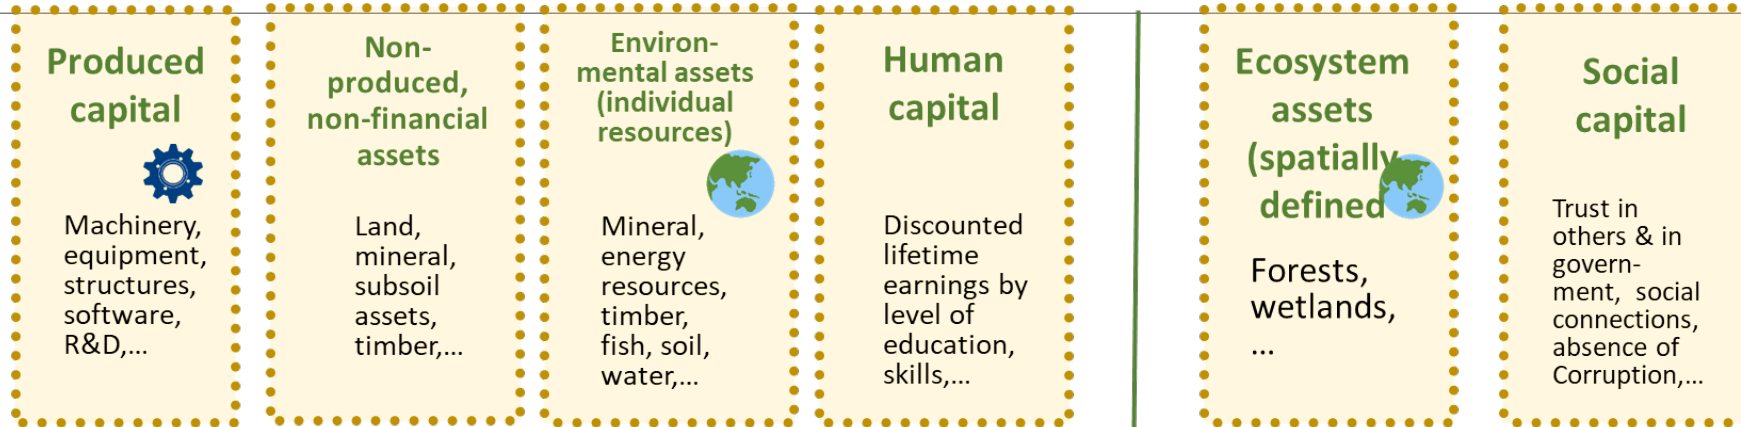 Produced
capital
Machinery,
equipment,
structures,
software,
R&D,...
Non-
produced,
non-financial
assets
Land,
mineral,
subsoil
assets,
timber,...
Environ-
mental assets
(individual
resources)
Mineral,
energy
resources,
timber,
fish, soil,
water,...
Human
capital
Discounted
lifetime
earnings by
level of
education,
skills,...
Ecosystem
assets
(spatially
defined
Forests,
wetlands,
...
Social
capital
Trust in
others & in
govern-
ment, social
connections,
absence of
Corruption,...